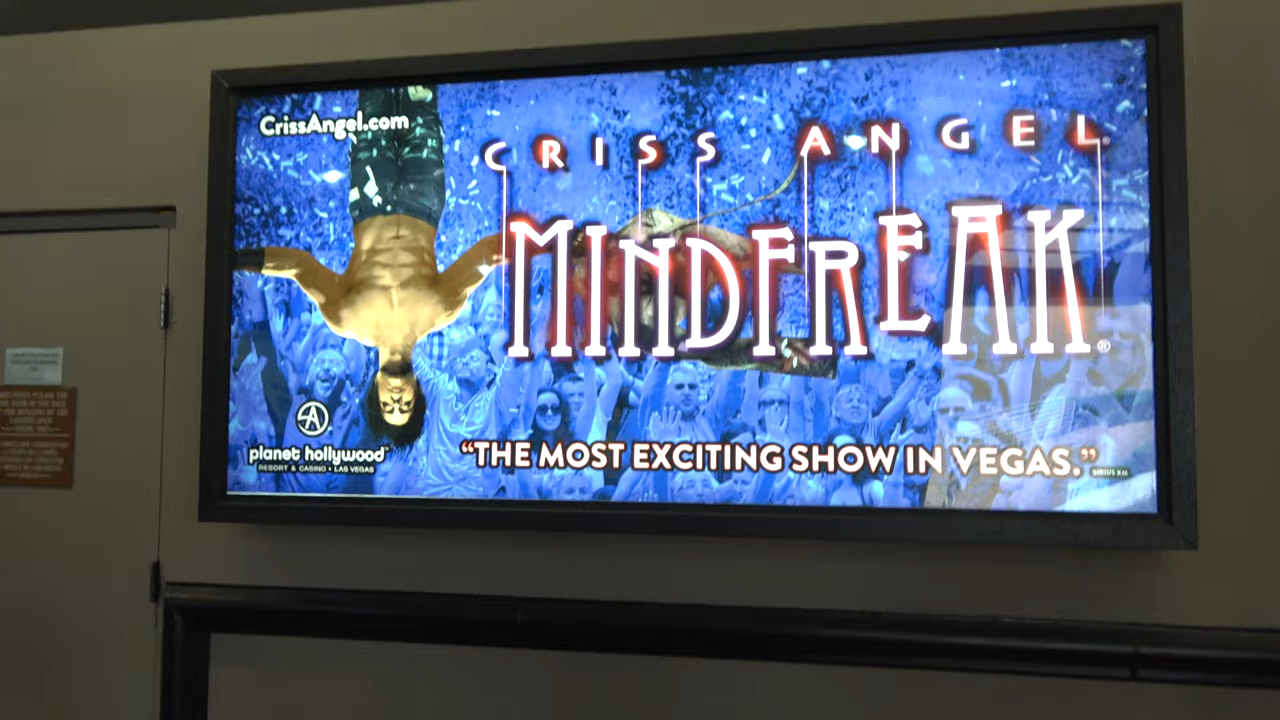 CrissAngel.com
CRISS ANGEL®
MINDFREAK®
planet hollywood
RESORT & CASINO • LAS VEGAS
“THE MOST EXCITING SHOW IN VEGAS.”
SIRIUS XM